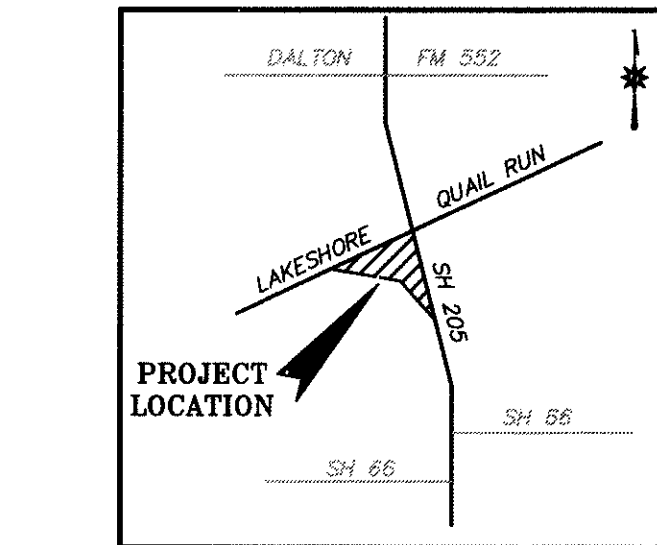 DALTON FM 552
QUAIL RUN
LAKESHORE
SH 205
PROJECT
LOCATION
SH 66
SH 66